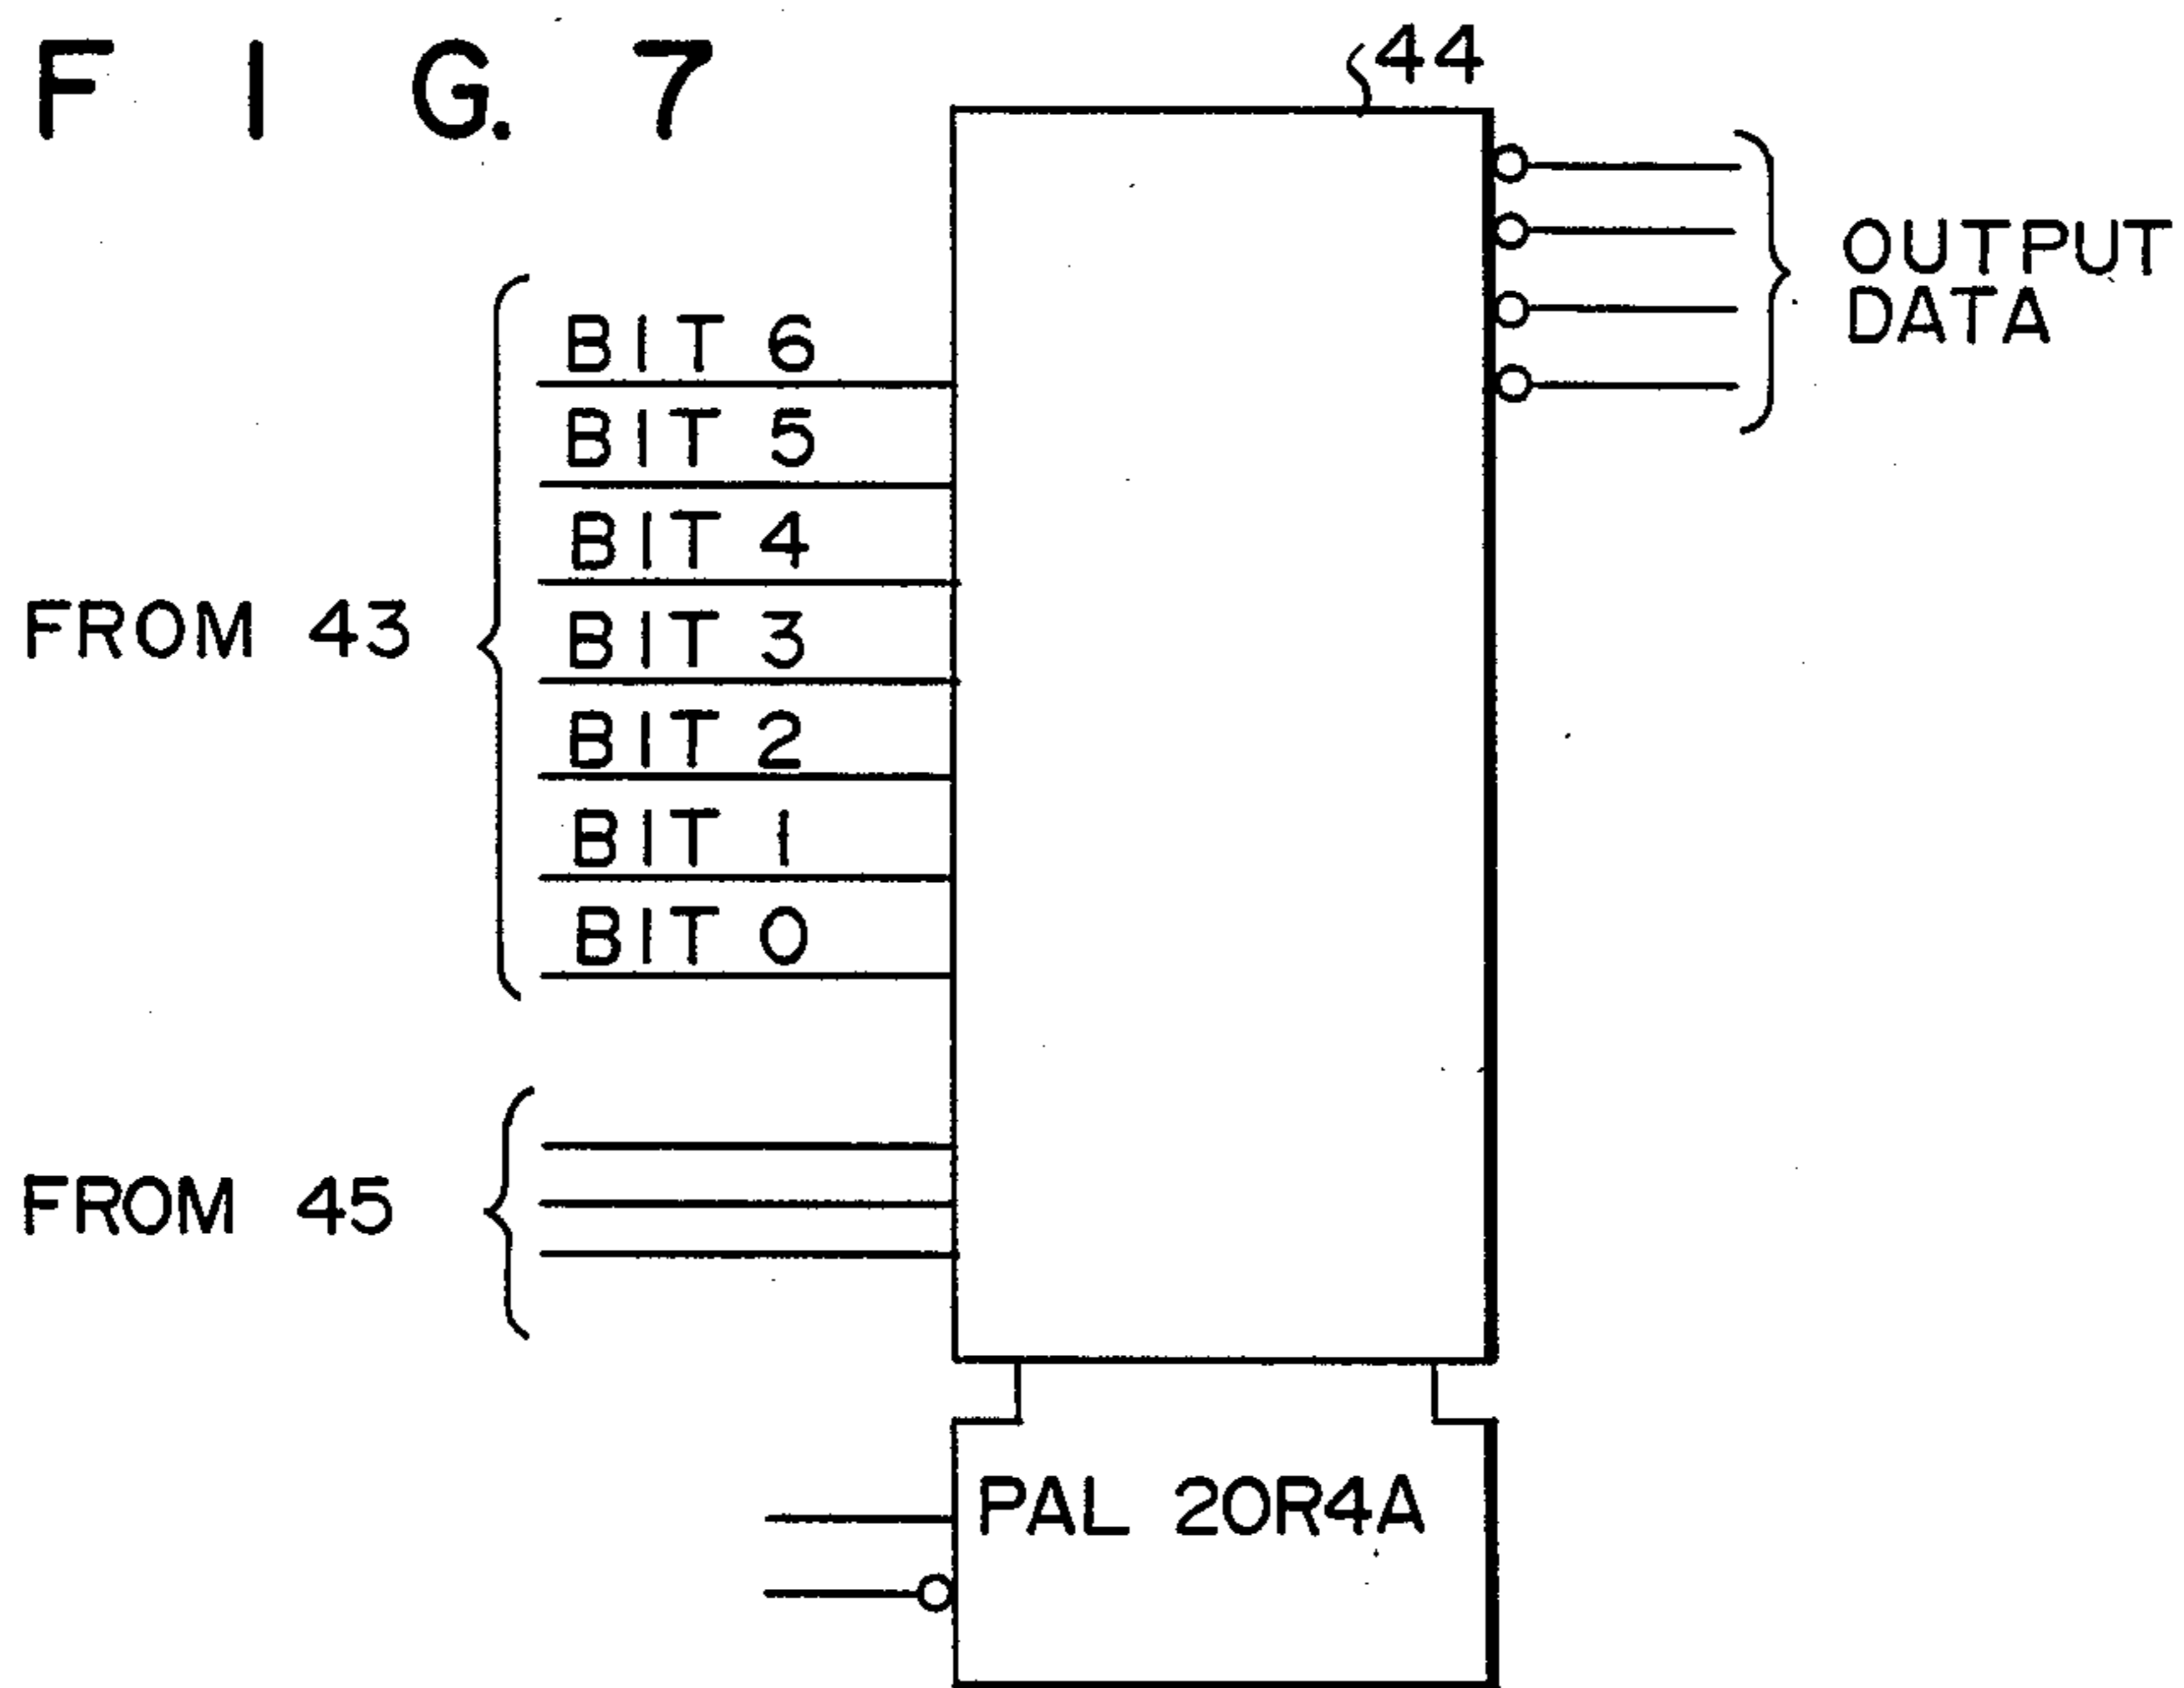 FIG. 7
44
OUTPUT
DATA
BIT 6
BIT 5
BIT 4
FROM 43
BIT 3
BIT 2
BIT 1
BIT 0
FROM 45
PAL 20R4A